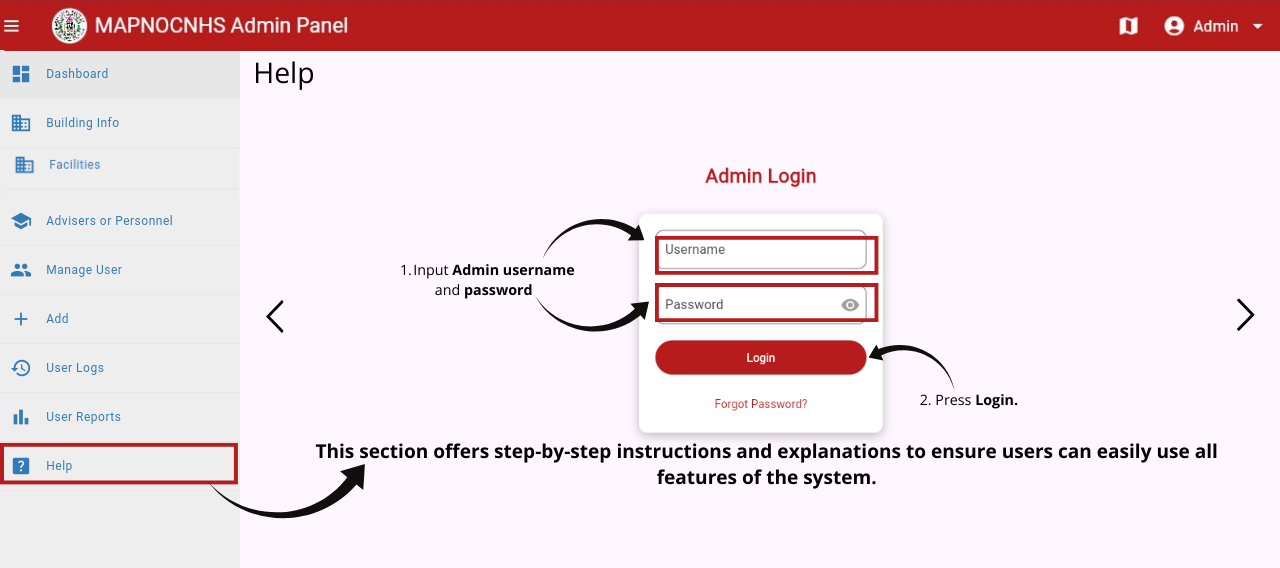 MAPNOCNHS Admin Panel
Admin
Dashboard
Building Info
Facilities
Advisers or Personnel
Manage User
Add
User Logs
User Reports
Help
Help
Admin Login
1. Input Admin username
and password
Username
Password
Login
Forgot Password?
2. Press Login.
This section offers step-by-step instructions and explanations to ensure users can easily use all
features of the system.